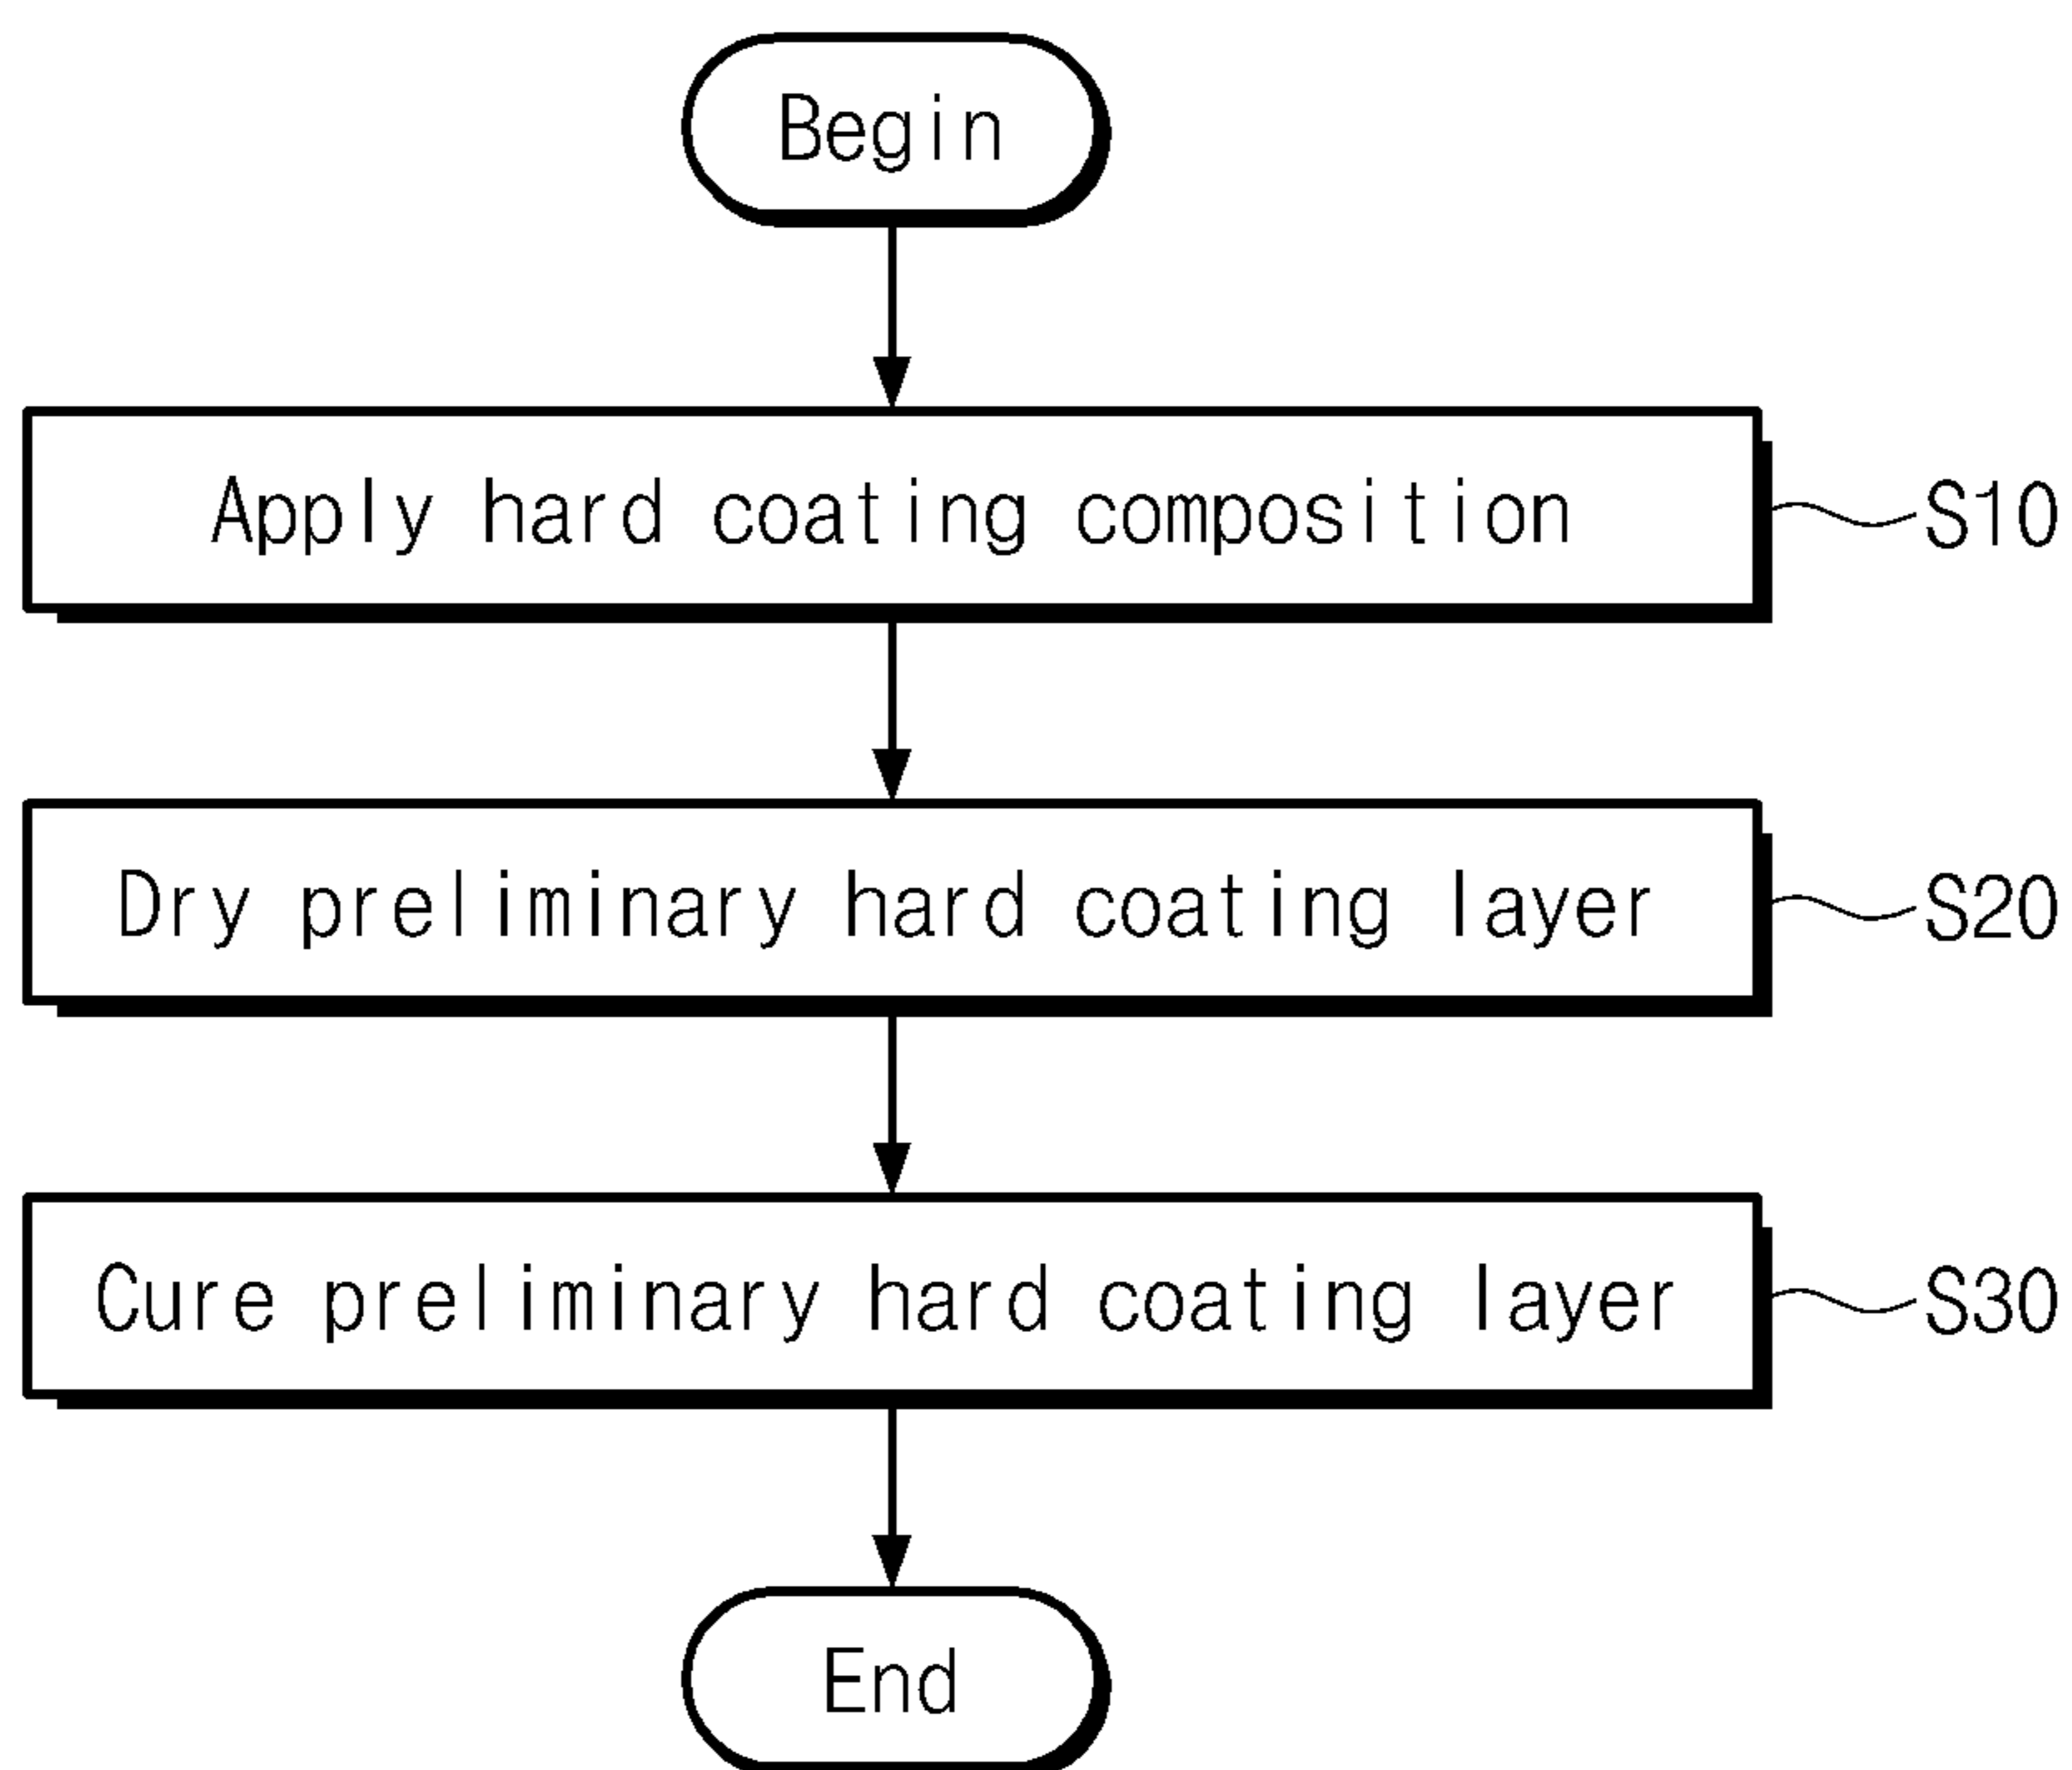 Begin
Apply hard coating composition
S10
Dry preliminary hard coating layer
S20
Cure preliminary hard coating layer
S30
End